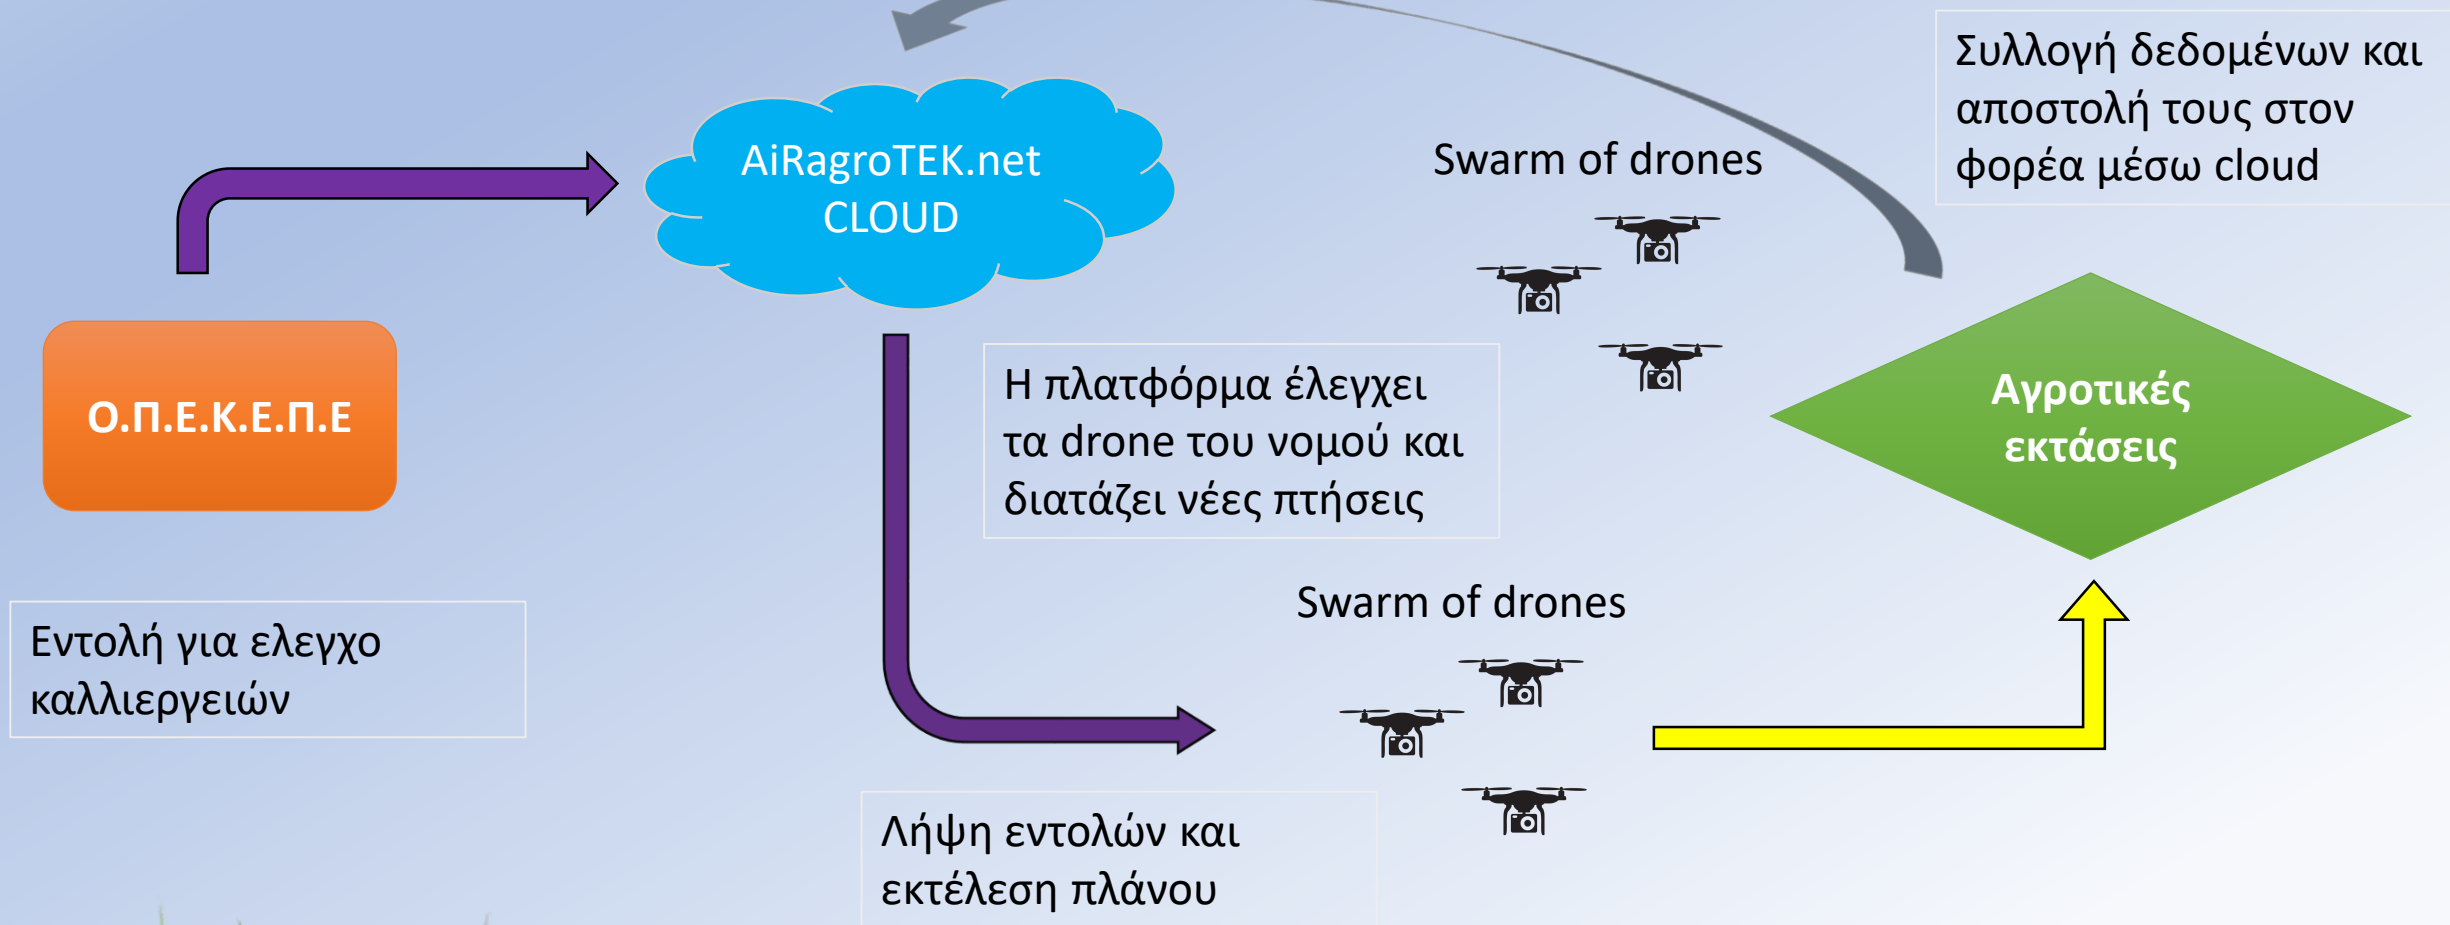 AiRagroTEK.net
CLOUD
Swarm of drones
Συλλογή δεδομένων και
αποστολή τους στον
φορέα μέσω cloud
Ο.Π.Ε.Κ.Ε.Π.Ε
Η πλατφόρμα έλεγχει
τα drone του νομού και
διατάζει νέες πτήσεις
Αγροτικές
εκτάσεις
Εντολή για ελεγχο
καλλιεργειών
Swarm of drones
Λήψη εντολών και
εκτέλεση πλάνου